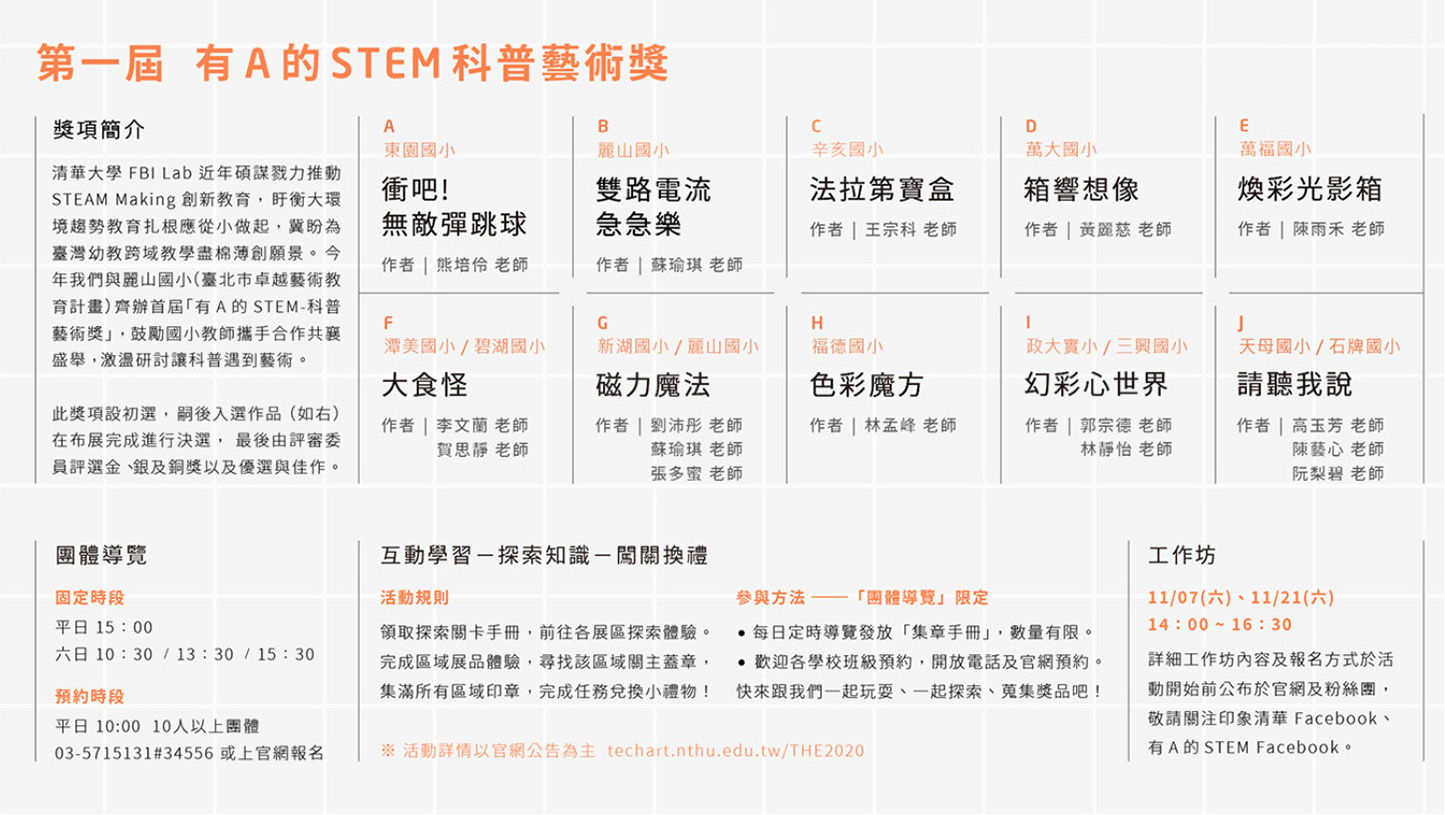 第一屆 有A的STEM科普藝術獎
獎項簡介
清華大學 FBI Lab 近年碩謀戮力推動
STEAM Making 創新教育，盱衡大環
境趨勢教育扎根應從小做起，冀盼為
臺灣幼教跨域教學盡棉薄創願景。今
年我們與麗山國小(臺北市卓越藝術教
育計畫)齊辦首屆「有 A 的 STEM-科普
藝術獎」，鼓勵國小教師攜手合作共襄
盛舉，激盪研討讓科普遇到藝術。
此獎項設初選，嗣後入選作品（如右）
在布展完成進行決選， 最後由評審委
員評選金、銀及銅獎以及優選與佳作。
A
東園國小
衝吧!
無敵彈跳球
作者｜熊培伶 老師
B
麗山國小
雙路電流
急急樂
作者｜蘇瑜琪 老師
C
辛亥國小
法拉第寶盒
作者｜王宗科 老師
D
萬大國小
箱響想像
作者｜黃麗慈 老師
E
萬福國小
煥彩光影箱
作者｜陳雨禾 老師
F
潭美國小 / 碧湖國小
大食怪
作者｜李文蘭 老師
賀思靜 老師
G
新湖國小 / 麗山國小
磁力魔法
作者｜劉沛彤 老師
蘇瑜琪 老師
張多蜜 老師
H
福德國小
色彩魔方
作者｜林孟峰 老師
I
政大實小 / 三興國小
幻彩心世界
作者｜郭宗德 老師
林靜怡 老師
J
天母國小 / 石牌國小
請聽我說
作者｜高玉芳 老師
陳藝心 老師
阮梨碧 老師
團體導覽
固定時段
平日 15：00
六日 10：30 / 13：30 / 15：30
預約時段
平日 10:00 10人以上團體
03-5715131#34556 或上官網報名
互動學習－探索知識－闖關換禮
活動規則
領取探索關卡手冊，前往各展區探索體驗。
完成區域展品體驗，尋找該區域關主蓋章，
集滿所有區域印章，完成任務兌換小禮物！
參與方法 ——「團體導覽」限定
• 每日定時導覽發放「集章手冊」，數量有限。
• 歡迎各學校班級預約，開放電話及官網預約。
快來跟我們一起玩耍、一起探索、蒐集獎品吧！
※ 活動詳情以官網公告為主 techart.nthu.edu.tw/THE2020
工作坊
11/07(六)、11/21(六)
14：00 ~ 16：30
詳細工作坊內容及報名方式於活
動開始前公布於官網及粉絲團，
敬請關注印象清華 Facebook、
有 A 的 STEM Facebook。